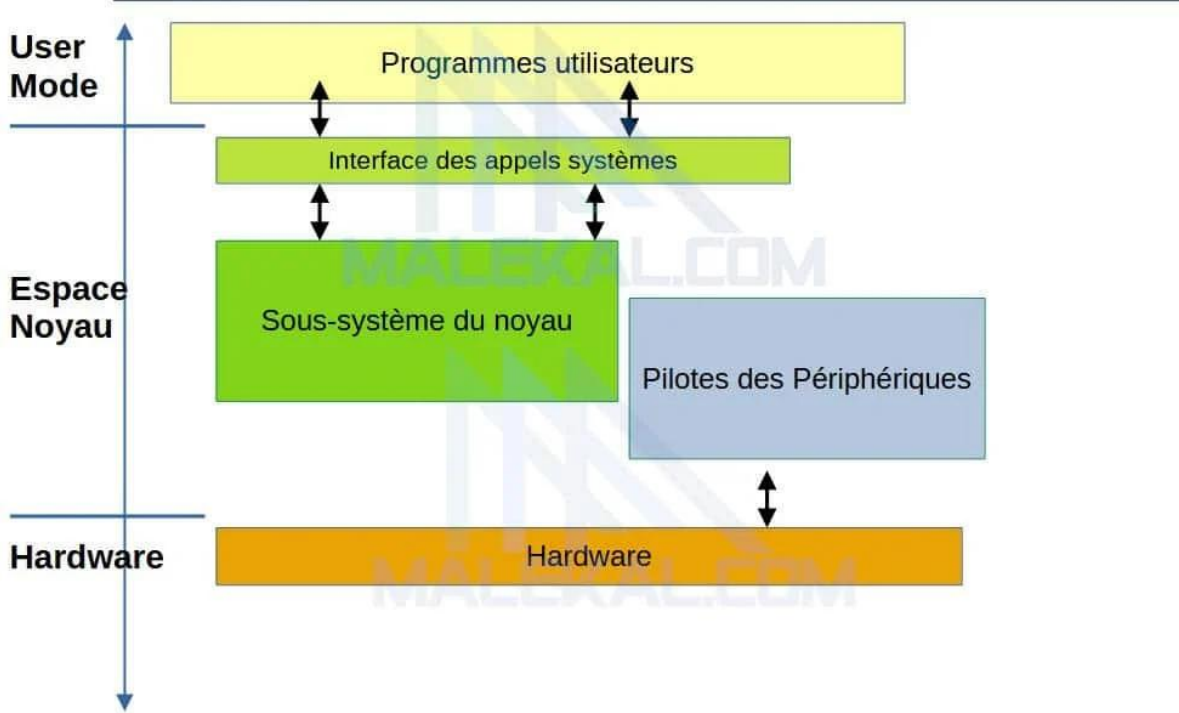 User
Mode
Programmes utilisateurs
Interface des appels systèmes
MALEKAL.COM
Espace
Noyau
Sous-système du noyau
Pilotes des Périphériques
Hardware
Hardware
MALEKAL.COM